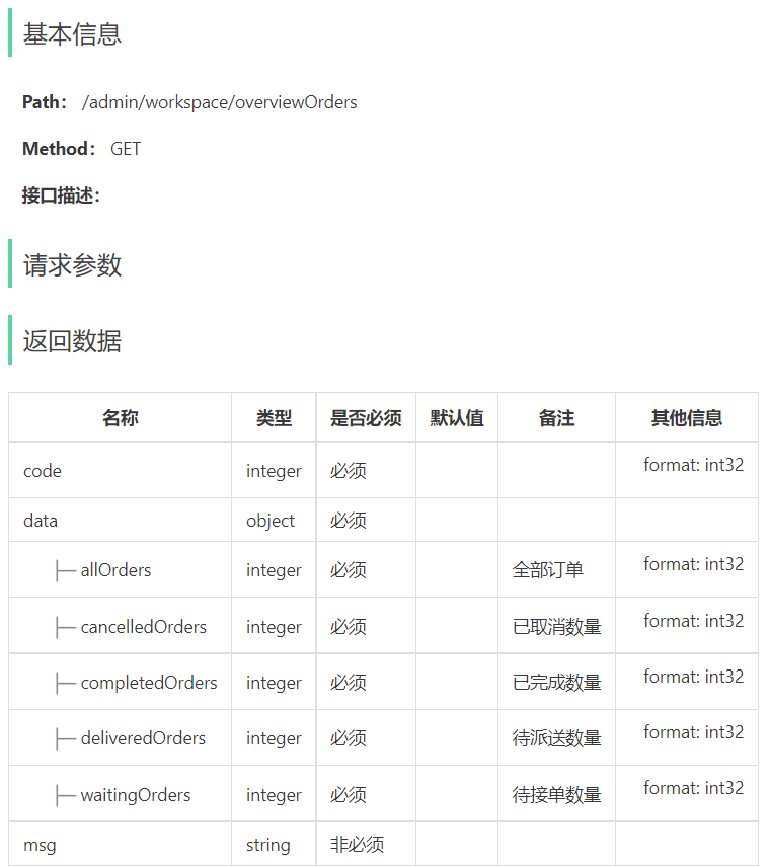 基本信息
Path： /admin/workspace/overviewOrders
Method： GET
接口描述：
请求参数
返回数据
名称 类型 是否必须 默认值 备注 其他信息
code integer 必须 format: int32
data object 必须
├─ allOrders integer 必须 全部订单 format: int32
├─ cancelledOrders integer 必须 已取消数量 format: int32
├─ completedOrders integer 必须 已完成数量 format: int32
├─ deliveredOrders integer 必须 待派送数量 format: int32
├─ waitingOrders integer 必须 待接单数量 format: int32
msg string 非必须